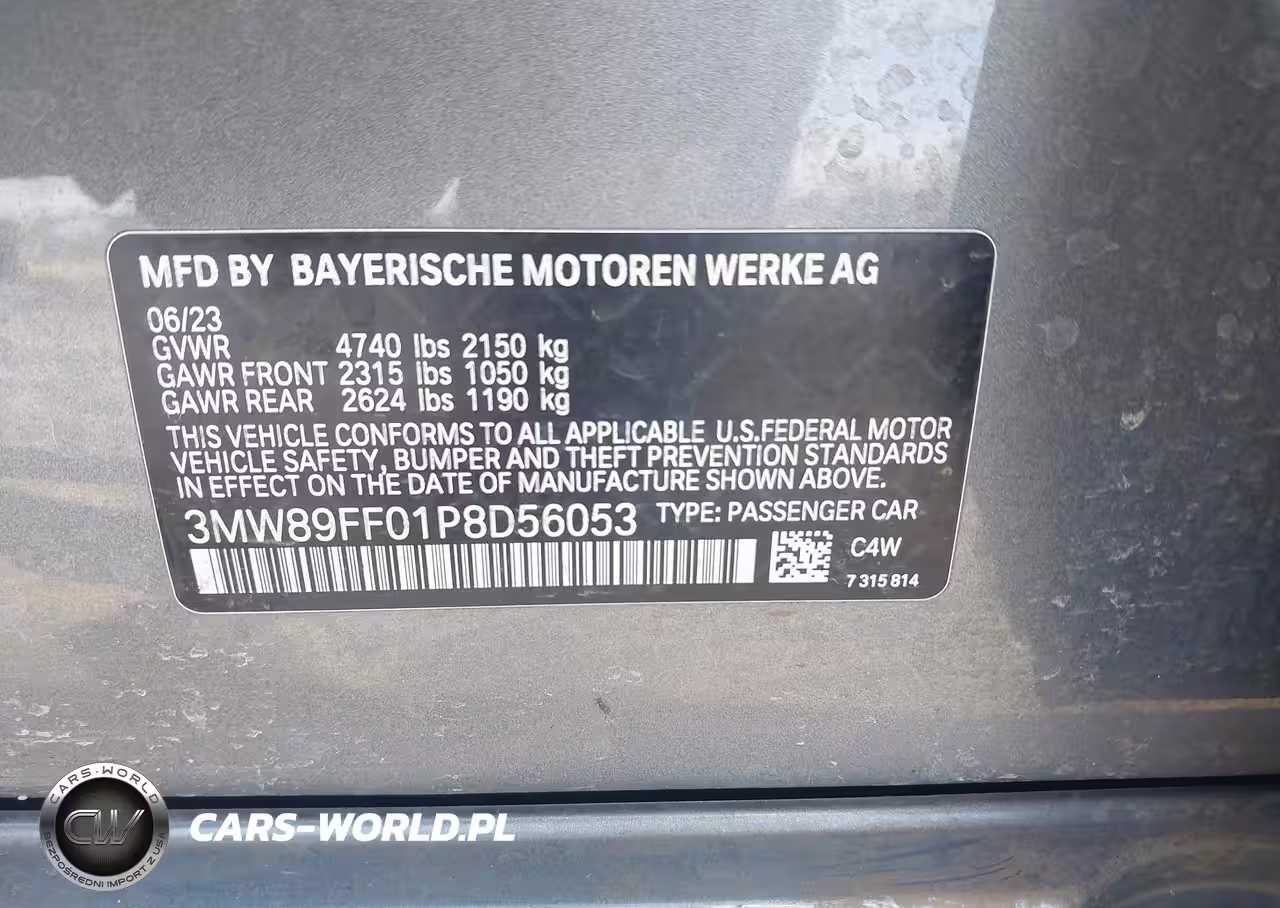 MFD BY BAYERISCHE MOTOREN WERKE AG
06/23
GVWR 4740 lbs 2150 kg
GAWR FRONT 2315 lbs 1050 kg
GAWR REAR 2624 lbs 1190 kg
THIS VEHICLE CONFORMS TO ALL APPLICABLE U.S.FEDERAL MOTOR
VEHICLE SAFETY, BUMPER AND THEFT PREVENTION STANDARDS
IN EFFECT ON THE DATE OF MANUFACTURE SHOWN ABOVE.
3MW89FF01P8D56053 TYPE: PASSENGER CAR
C4W
7 315 814
CARS-WORLD
CW
BEZPOŚREDNI IMPORT Z USA
CARS-WORLD.PL